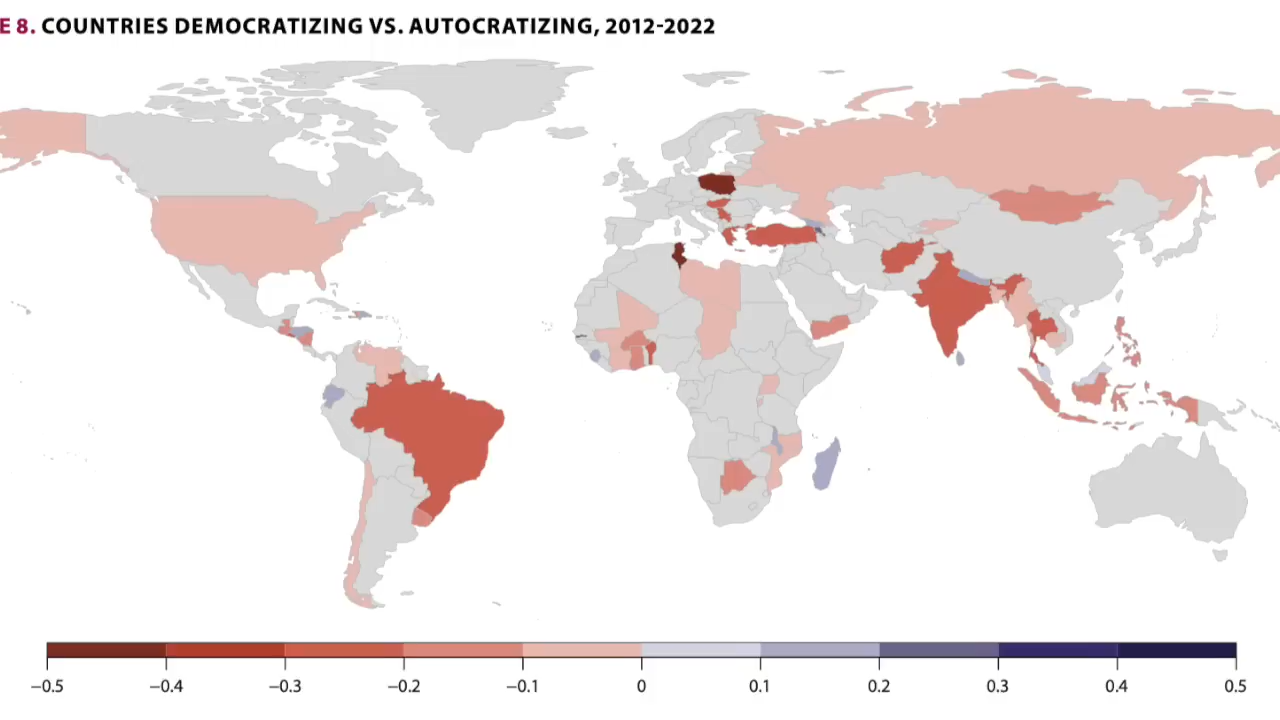 E 8. COUNTRIES DEMOCRATIZING VS. AUTOCRATIZING, 2012-2022
−0.5 −0.4 −0.3 −0.2 −0.1 0 0.1 0.2 0.3 0.4 0.5